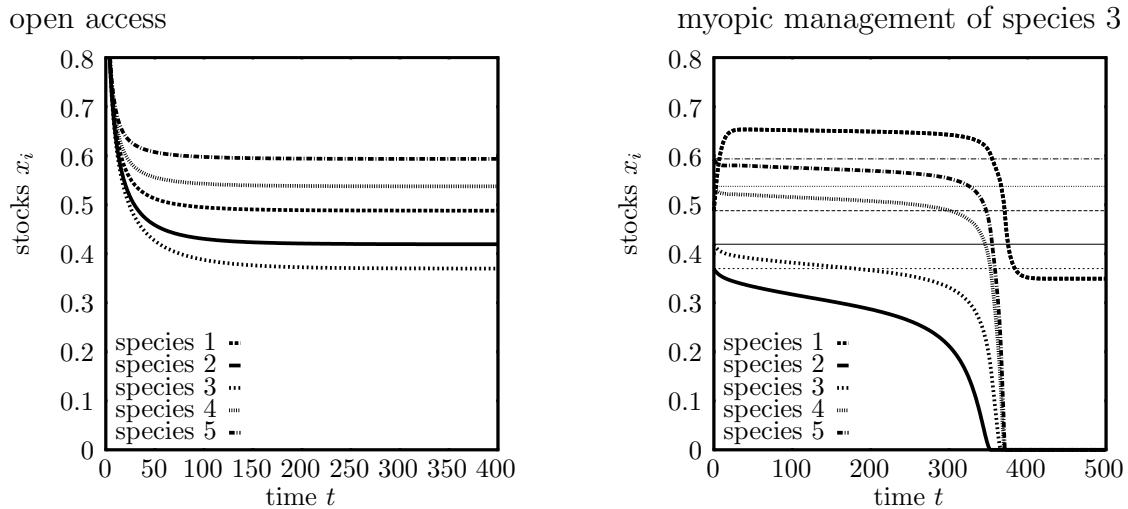 open access
stocks xᵢ
0.8
0.7
0.6
0.5
0.4
0.3
0.2
0.1
0
species 1
species 2
species 3
species 4
species 5
0 50 100 150 200 250 300 350 400
time t
myopic management of species 3
stocks xᵢ
0.8
0.7
0.6
0.5
0.4
0.3
0.2
0.1
0
species 1
species 2
species 3
species 4
species 5
0 100 200 300 400 500
time t